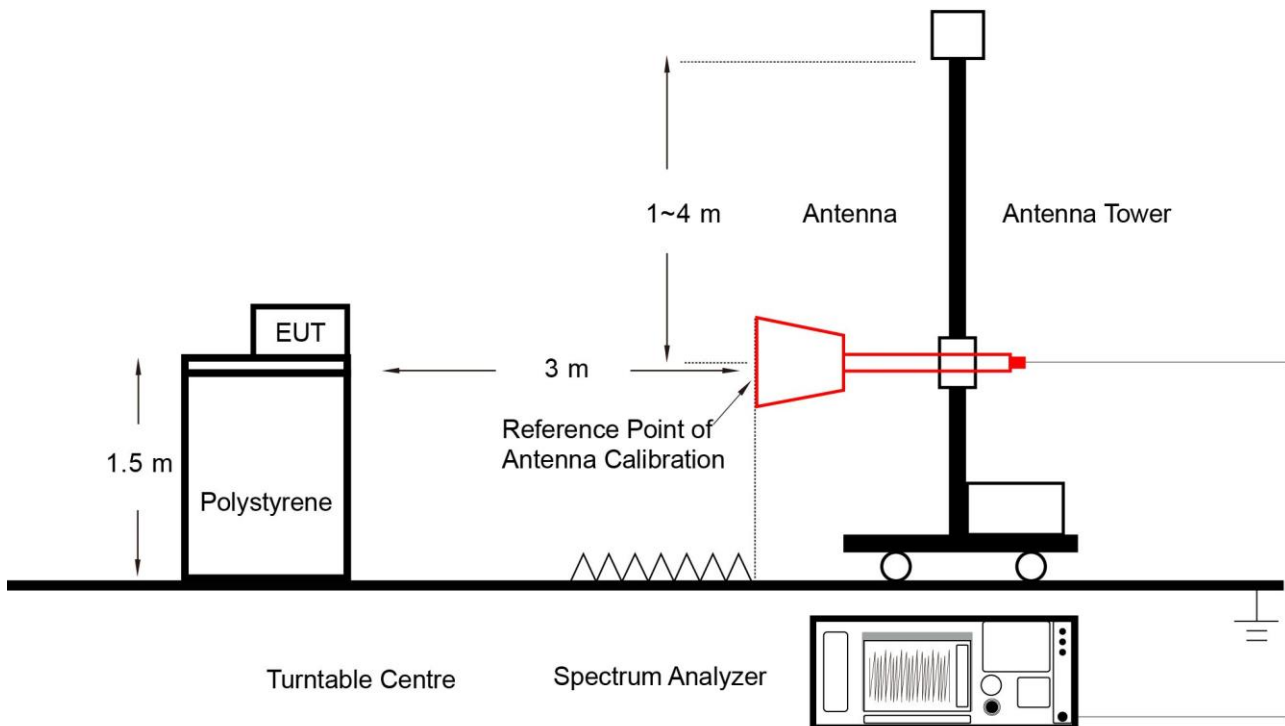 1~4 m
Antenna
Antenna Tower
EUT
3 m
Reference Point of
Antenna Calibration
1.5 m
Polystyrene
Turntable Centre
Spectrum Analyzer